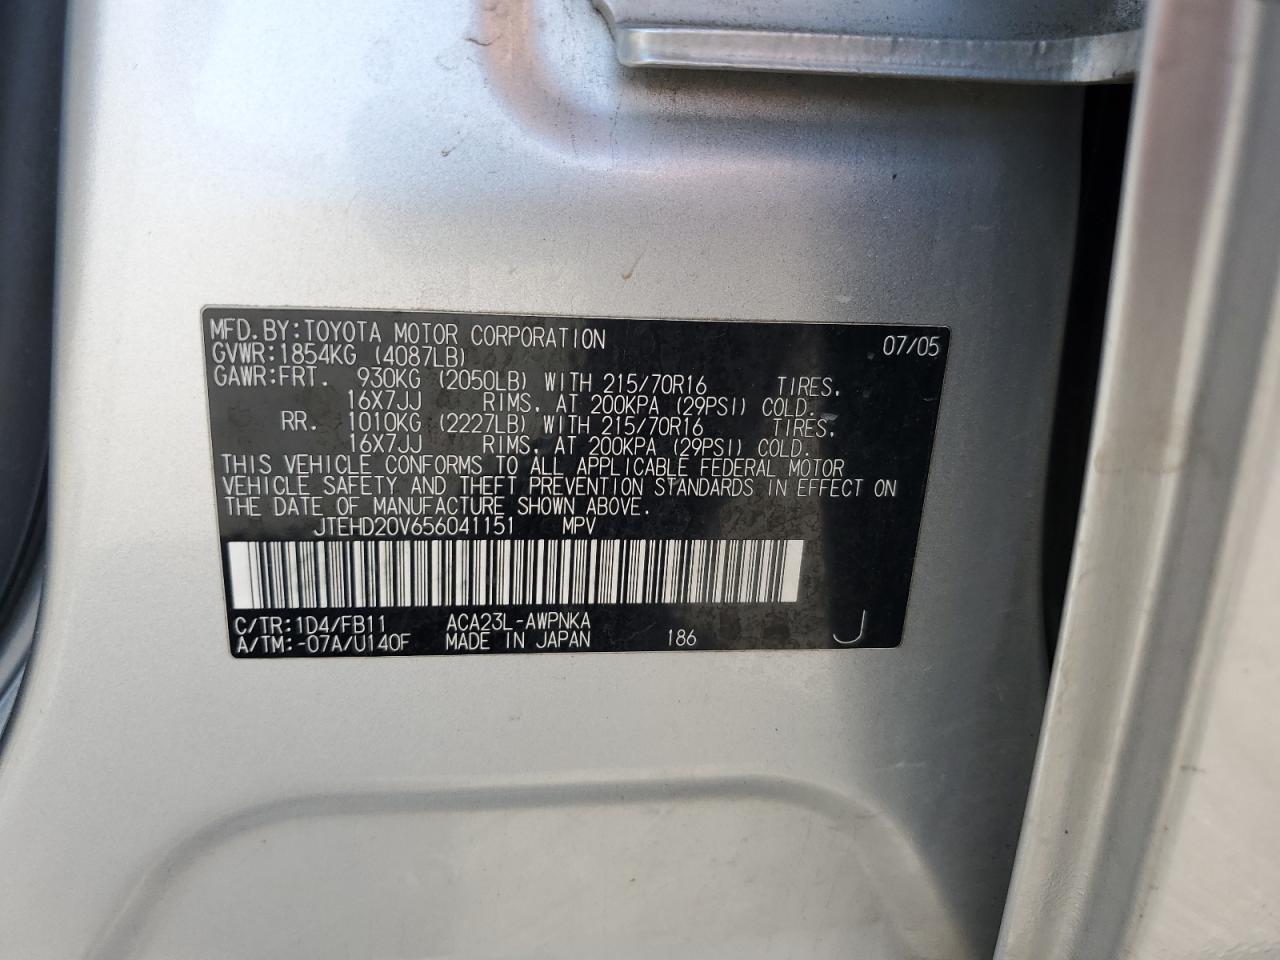 MFD.BY:TOYOTA MOTOR CORPORATION 07/05
GVWR:1854KG (4087LB)
GAWR:FRT. 930KG (2050LB) WITH 215/70R16 TIRES,
16X7JJ RIMS, AT 200KPA (29PSI) COLD.
RR. 1010KG (2227LB) WITH 215/70R16 TIRES,
16X7JJ RIMS, AT 200KPA (29PSI) COLD.
THIS VEHICLE CONFORMS TO ALL APPLICABLE FEDERAL MOTOR
VEHICLE SAFETY AND THEFT PREVENTION STANDARDS IN EFFECT ON
THE DATE OF MANUFACTURE SHOWN ABOVE.
JTEHD20V656041151 MPV
C/TR:1D4/FB11 ACA23L-AWPNKA
A/TM:-07A/U140F MADE IN JAPAN 186 J